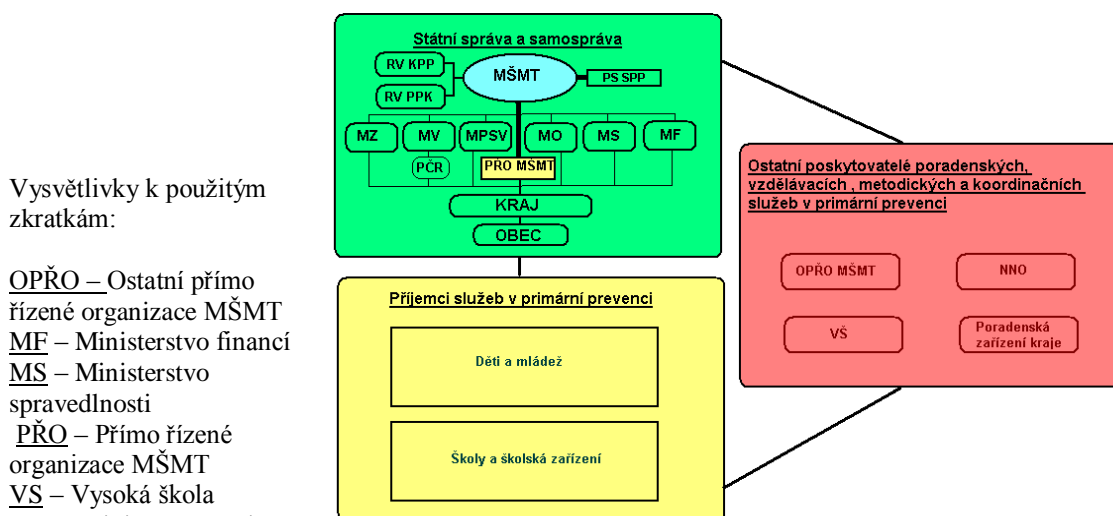 Vysvětlivky k použitým
zkratkám:
OPŘO – Ostatní přímo
řízené organizace MŠMT
MF – Ministerstvo financí
MS – Ministerstvo
spravedlnosti
PŘO – Přímo řízené
organizace MŠMT
VS – Vysoká škola
Státní správa a samospráva
RV KPP
MŠMT
PS SPP
RV PPK
MZ
MV
MPSV
MO
MS
MF
PČR
PŘO MŠMT
KRAJ
OBEC
Příjemci služeb v primární prevenci
Děti a mládež
Školy a školská zařízení
Ostatní poskytovatelé poradenských,
vzdělávacích , metodických a koordinačních
služeb v primární prevenci
OPŘO MŠMT
NNO
VŠ
Poradenská
zařízení kraje